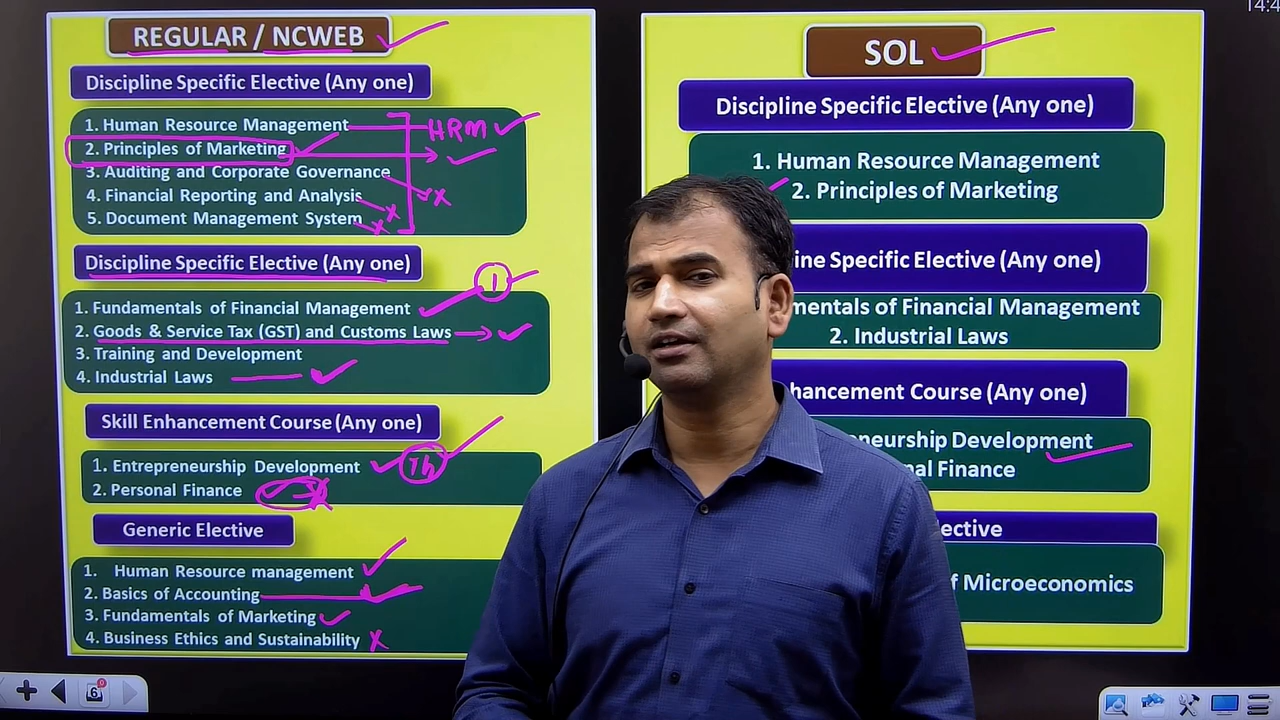 14:4
REGULAR / NCWEB
Discipline Specific Elective (Any one)
1. Human Resource Management
HRM
2. Principles of Marketing
3. Auditing and Corporate Governance
4. Financial Reporting and Analysis
5. Document Management System
Discipline Specific Elective (Any one)
1
1. Fundamentals of Financial Management
2. Goods & Service Tax (GST) and Customs Laws
3. Training and Development
4. Industrial Laws
Skill Enhancement Course (Any one)
1. Entrepreneurship Development
2. Personal Finance
Generic Elective
1. Human Resource management
2. Basics of Accounting
3. Fundamentals of Marketing
4. Business Ethics and Sustainability
6
0
SOL
Discipline Specific Elective (Any one)
1. Human Resource Management
2. Principles of Marketing
ine Specific Elective (Any one)
mentals of Financial Management
2. Industrial Laws
hancement Course (Any one)
neurship Development
nal Finance
ective
f Microeconomics